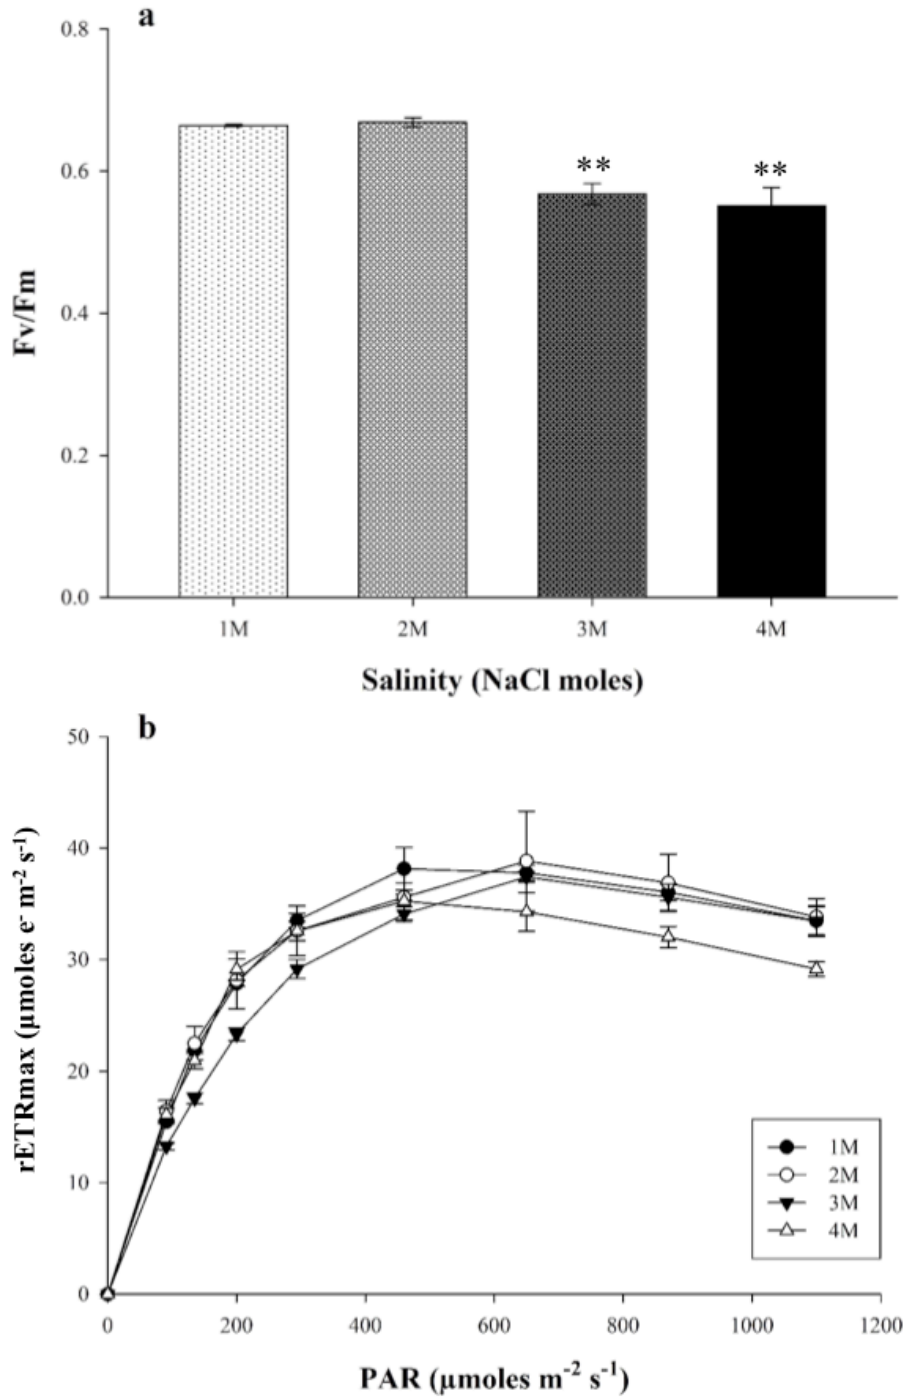 a
0.8
0.6
0.4
0.2
0.0
Fv/Fm
** **
1M 2M 3M 4M
Salinity (NaCl moles)
b
50
40
30
20
10
0
rETRmax (μmoles e⁻ m⁻² s⁻¹)
1M
2M
3M
4M
0 200 400 600 800 1000 1200
PAR (μmoles m⁻² s⁻¹)